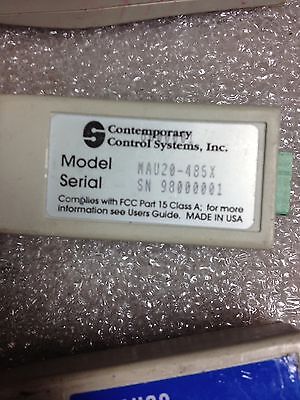 Contemporary
Control Systems, Inc.
Model MAU20-485X
Serial SN 98000001
Complies with FCC Part 15 Class A; for more
information see Users Guide. MADE IN USA